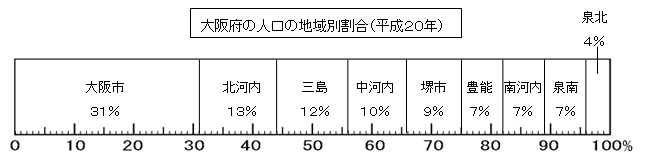 大阪府の人口の地域別割合（平成２０年）
大阪市
31%
北河内
13%
三島
12%
中河内
10%
堺市
9%
豊能
7%
南河内
7%
泉南
7%
泉北
4%
0 10 20 30 40 50 60 70 80 90 100%